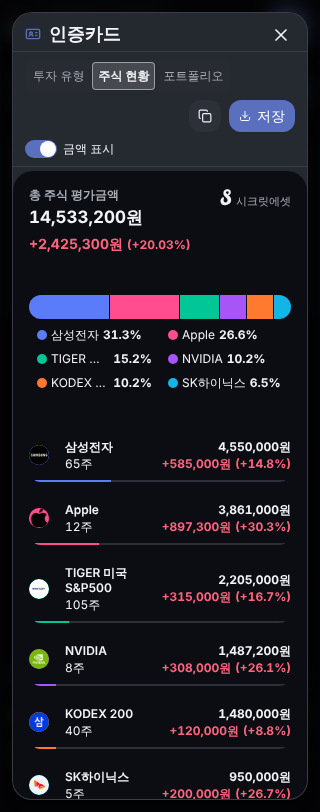 인증카드
투자 유형 주식 현황 포트폴리오
저장
금액 표시
총 주식 평가금액
S 시크릿에셋
14,533,200원
+2,425,300원 (+20.03%)
삼성전자 31.3% Apple 26.6%
TIGER ... 15.2% NVIDIA 10.2%
KODEX ... 10.2% SK하이닉스 6.5%
SAMSUNG
삼성전자 4,550,000원
65주 +585,000원 (+14.8%)
Apple 3,861,000원
12주 +897,300원 (+30.3%)
TIGER 미국
S&P500
2,205,000원
105주 +315,000원 (+16.7%)
NVIDIA 1,487,200원
8주 +308,000원 (+26.1%)
삼
KODEX 200 1,480,000원
40주 +120,000원 (+8.8%)
SK하이닉스 950,000원
5주 +200,000원 (+26.7%)